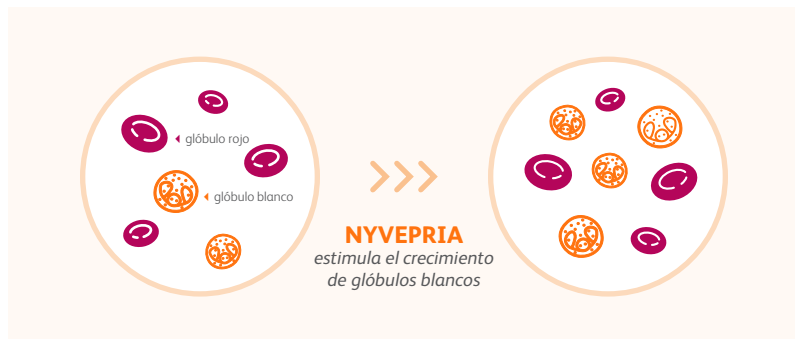 glóbulo rojo
glóbulo blanco
NYVEPRIA
estimula el crecimiento
de glóbulos blancos